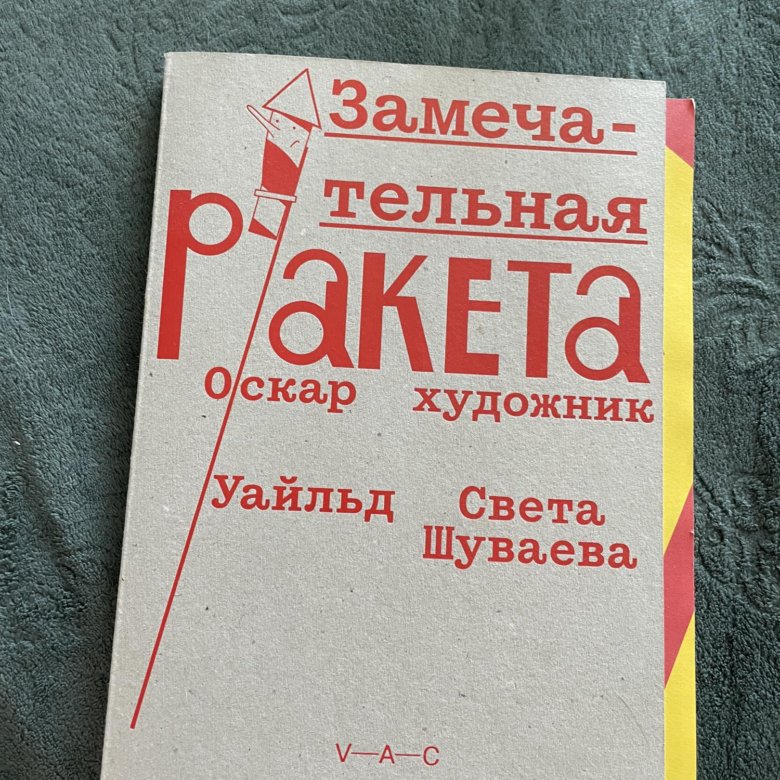 Замеча-
тельная
ракета
Оскар художник
Уайльд Света
Шуваева
V—A—C